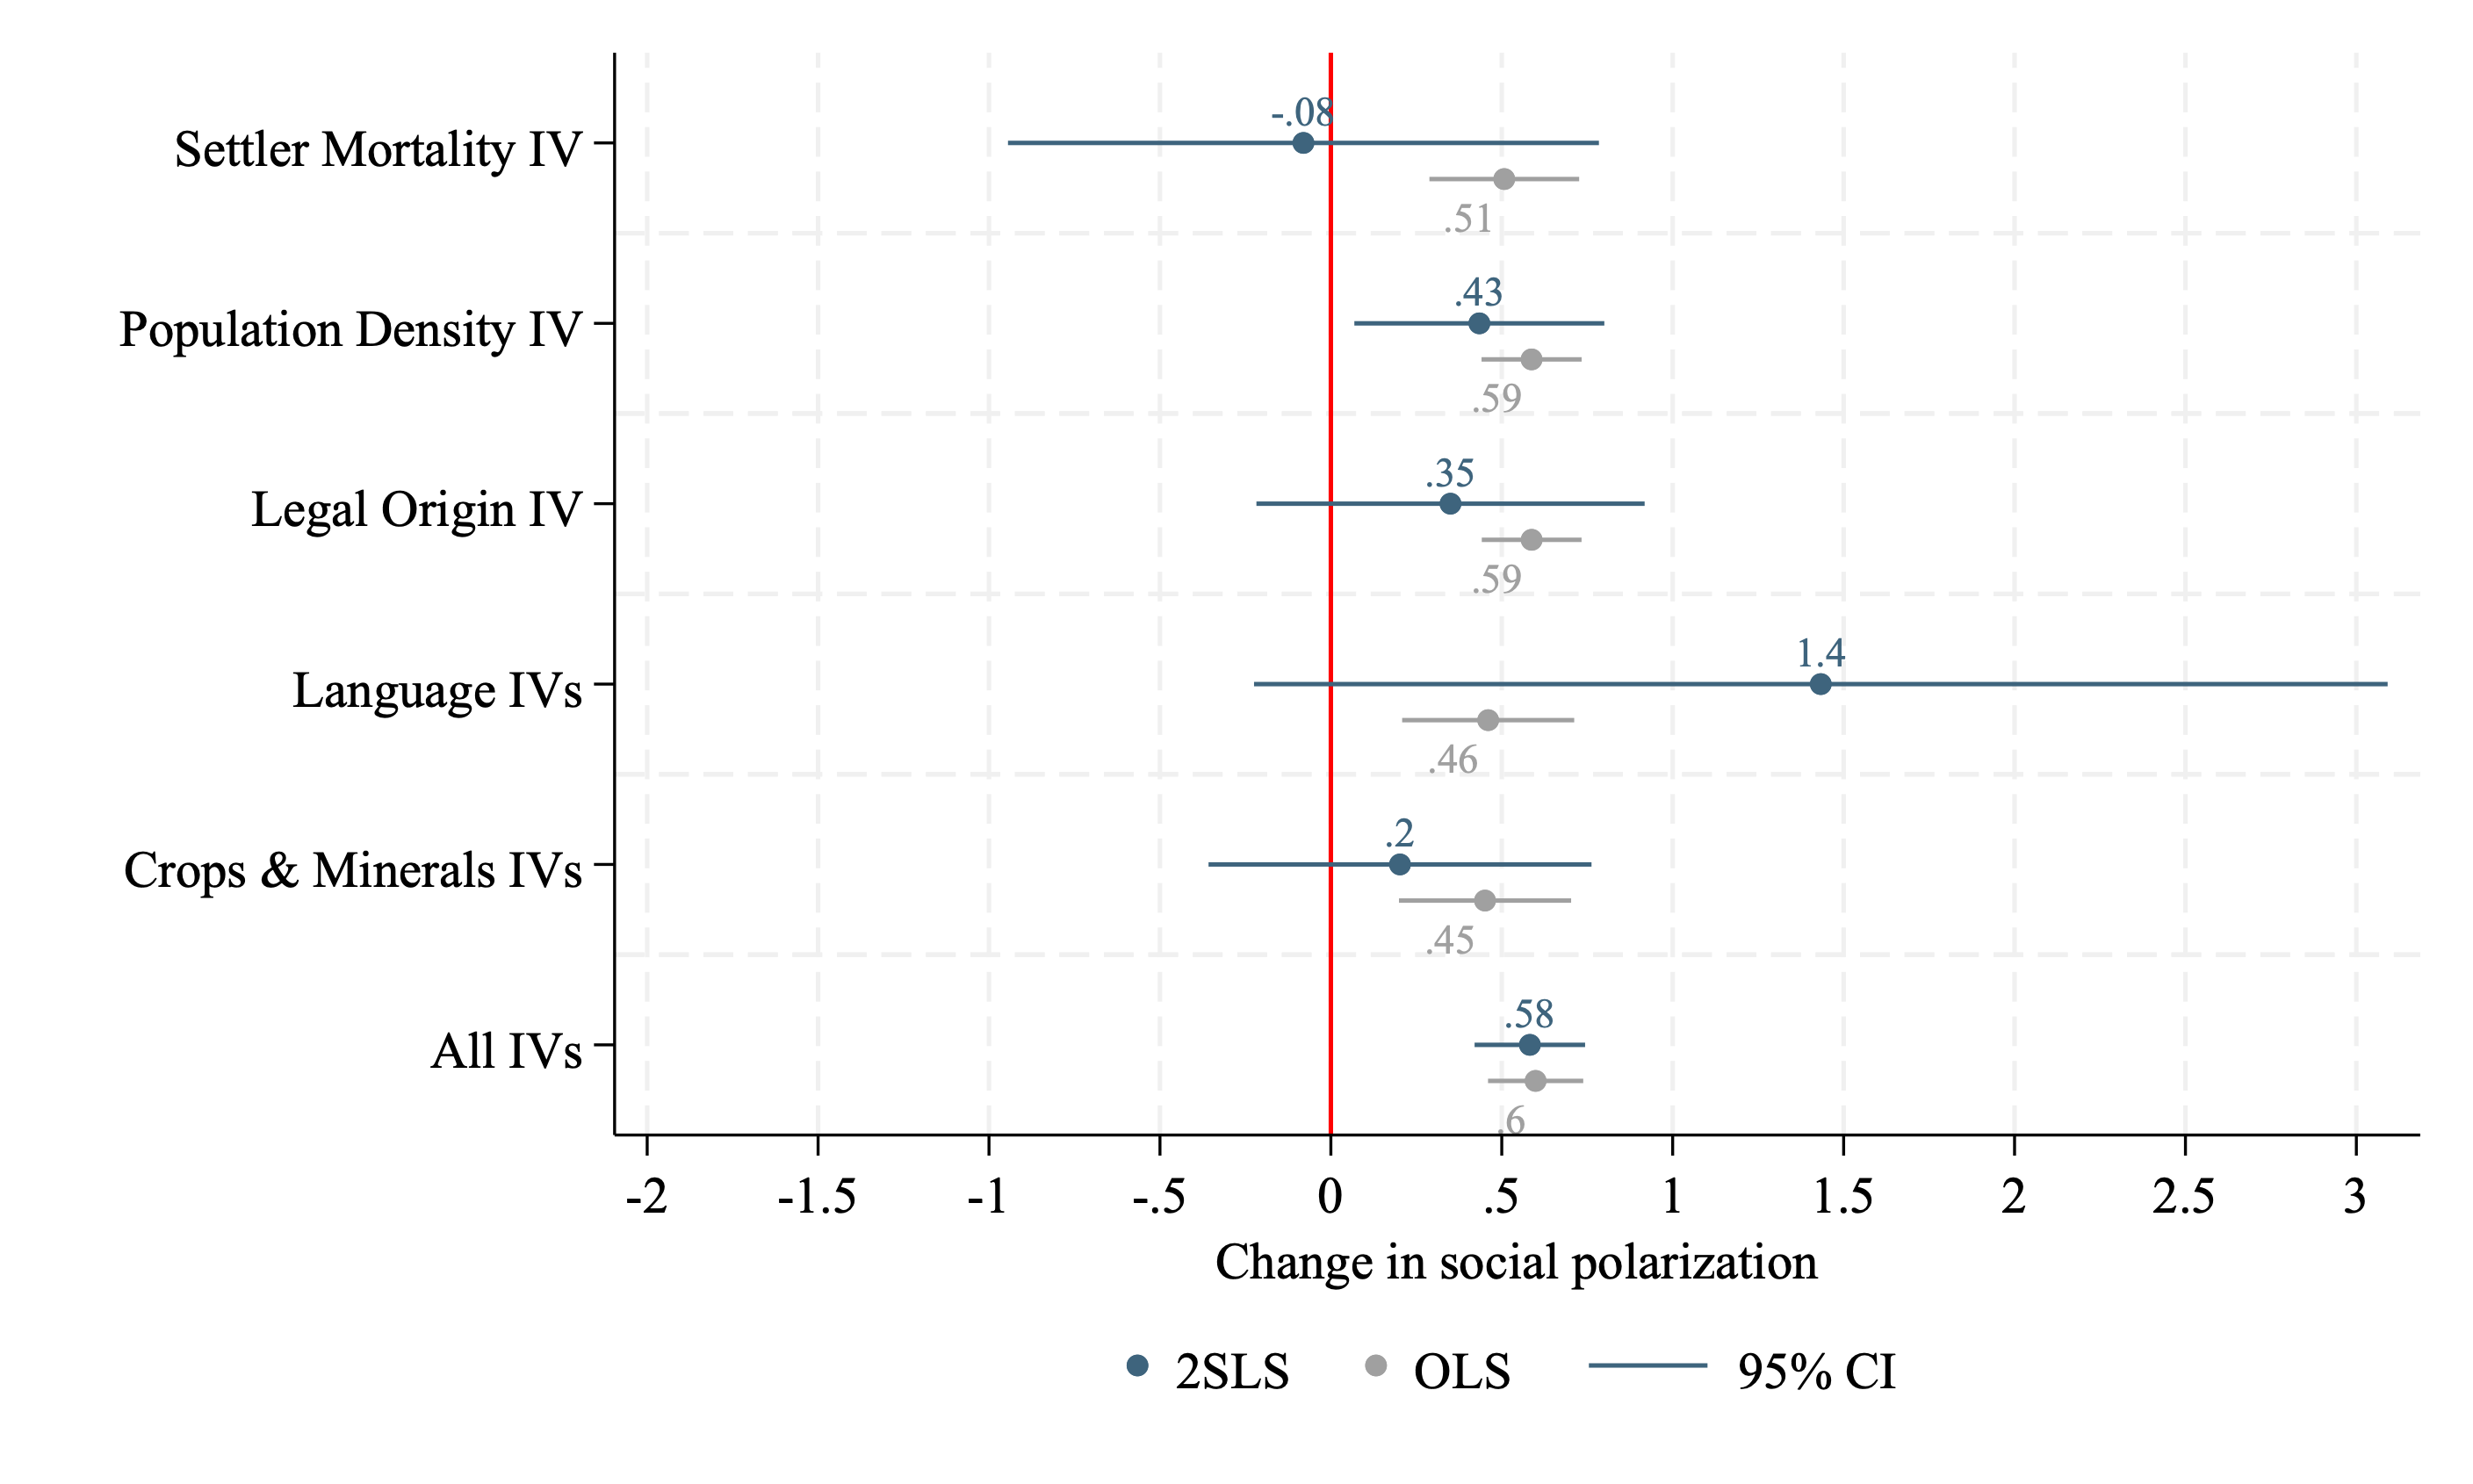 Settler Mortality IV
-.08
.51
Population Density IV
.43
.59
Legal Origin IV
.35
.59
Language IVs
1.4
.46
Crops & Minerals IVs
.2
.45
All IVs
.58
.6
-2 -1.5 -1 -.5 0 .5 1 1.5 2 2.5 3
Change in social polarization
2SLS OLS 95% CI